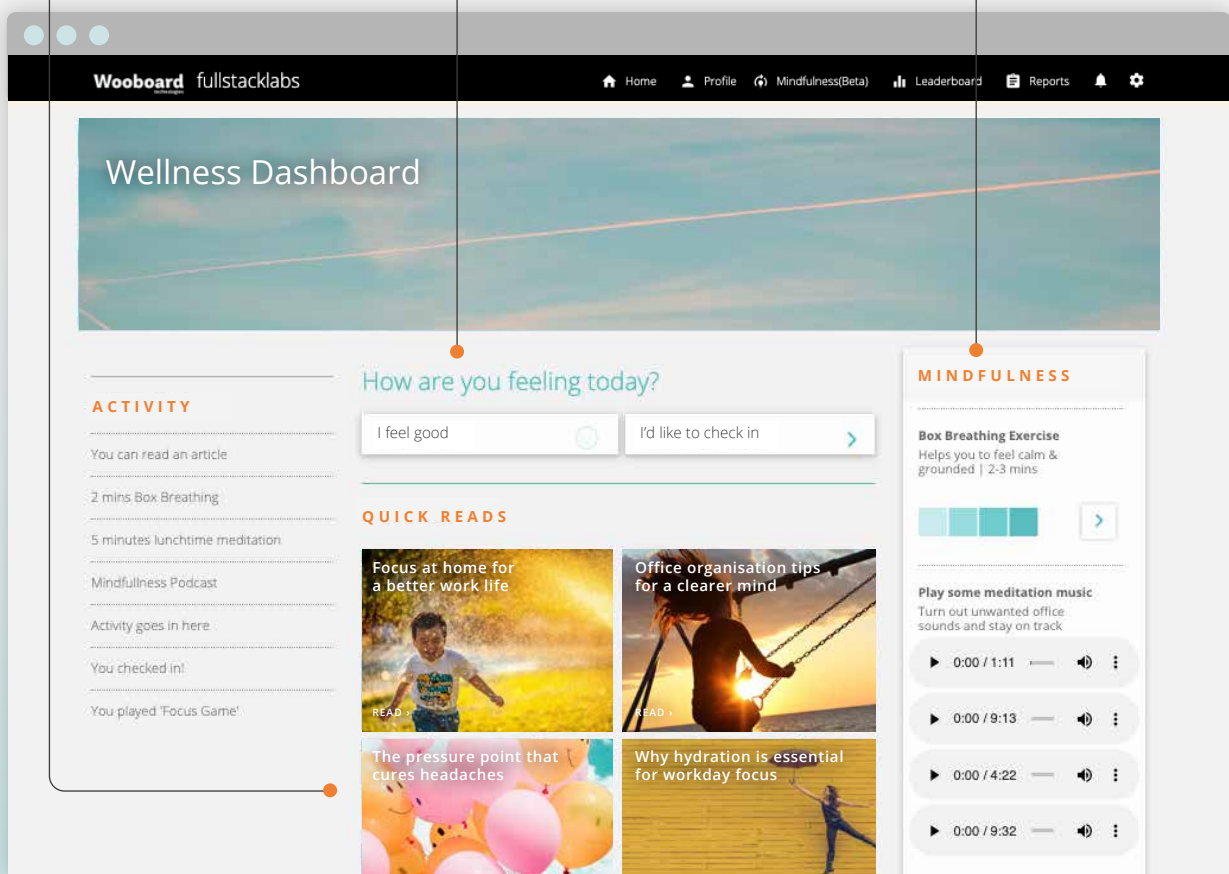 Wooboard fullstacklabs
technologies
Home Profile Mindfulness(Beta) Leaderboard Reports
Wellness Dashboard
ACTIVITY
You can read an article
2 mins Box Breathing
5 minutes lunchtime meditation
Mindfullness Podcast
Activity goes in here
You checked in!
You played 'Focus Game'
How are you feeling today?
I feel good
I'd like to check in
QUICK READS
Focus at home for
a better work life
READ ›
Office organisation tips
for a clearer mind
READ ›
The pressure point that
cures headaches
Why hydration is essential
for workday focus
MINDFULNESS
Box Breathing Exercise
Helps you to feel calm &
grounded | 2-3 mins
Play some meditation music
Turn out unwanted office
sounds and stay on track
0:00 / 1:11
0:00 / 9:13
0:00 / 4:22
0:00 / 9:32